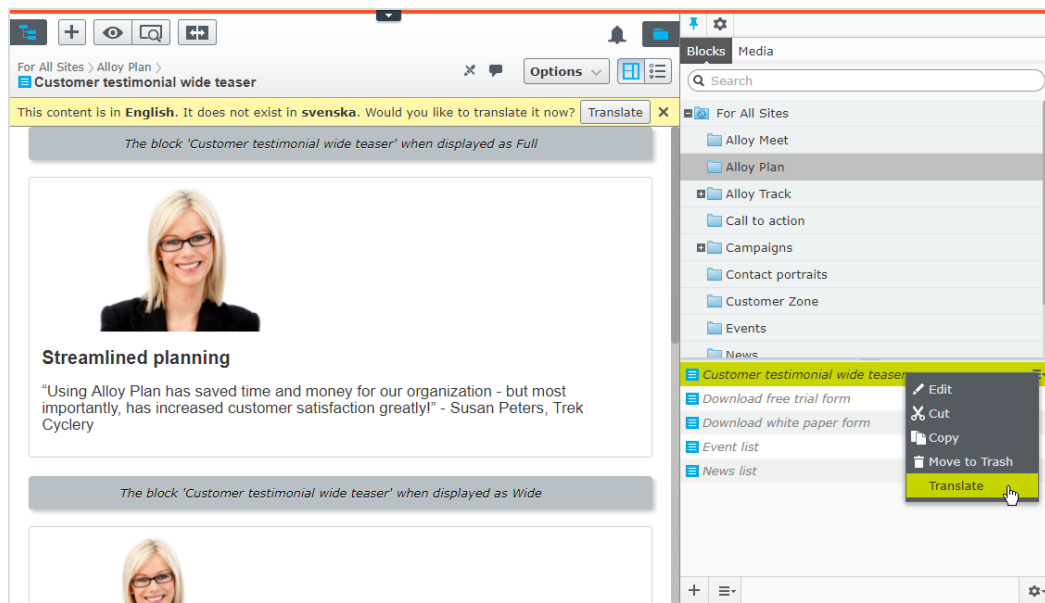 For All Sites > Alloy Plan >
Customer testimonial wide teaser
Options
This content is in English. It does not exist in svenska. Would you like to translate it now?
Translate
The block 'Customer testimonial wide teaser' when displayed as Full
Streamlined planning
“Using Alloy Plan has saved time and money for our organization - but most
importantly, has increased customer satisfaction greatly!” - Susan Peters, Trek
Cyclery
The block 'Customer testimonial wide teaser' when displayed as Wide
Blocks
Media
Search
For All Sites
Alloy Meet
Alloy Plan
Alloy Track
Call to action
Campaigns
Contact portraits
Customer Zone
Events
News
Customer testimonial wide teaser
Download free trial form
Download white paper form
Event list
News list
Edit
Cut
Copy
Move to Trash
Translate